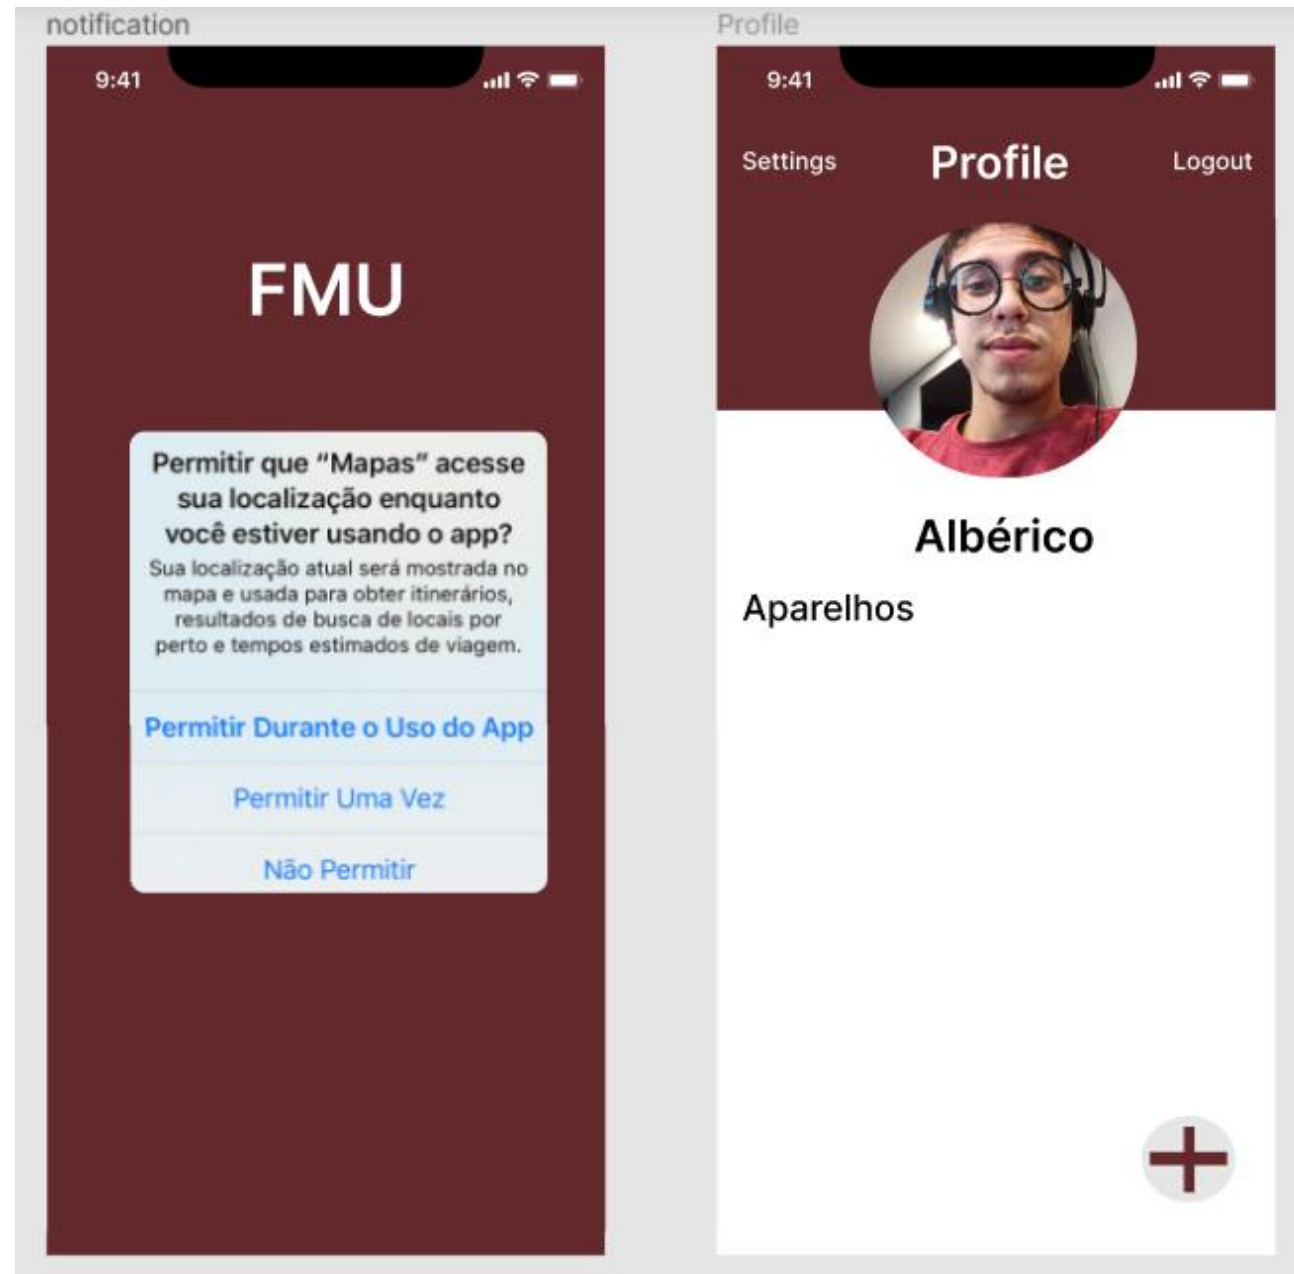 notification
9:41
FMU
Permitir que “Mapas” acesse
sua localização enquanto
você estiver usando o app?
Sua localização atual será mostrada no
mapa e usada para obter itinerários,
resultados de busca de locais por
perto e tempos estimados de viagem.
Permitir Durante o Uso do App
Permitir Uma Vez
Não Permitir
Profile
9:41
Settings
Profile
Logout
Albérico
Aparelhos